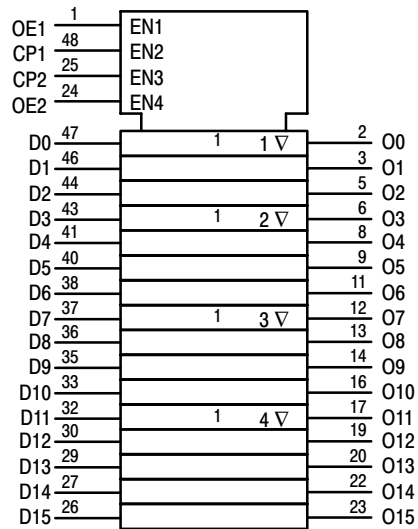 OE1 1 EN1
CP1 48 EN2
CP2 25 EN3
OE2 24 EN4
D0 47 1 1 ∇ 2 O0
D1 46 3 O1
D2 44 5 O2
D3 43 1 2 ∇ 6 O3
D4 41 8 O4
D5 40 9 O5
D6 38 11 O6
D7 37 1 3 ∇ 12 O7
D8 36 13 O8
D9 35 14 O9
D10 33 16 O10
D11 32 1 4 ∇ 17 O11
D12 30 19 O12
D13 29 20 O13
D14 27 22 O14
D15 26 23 O15